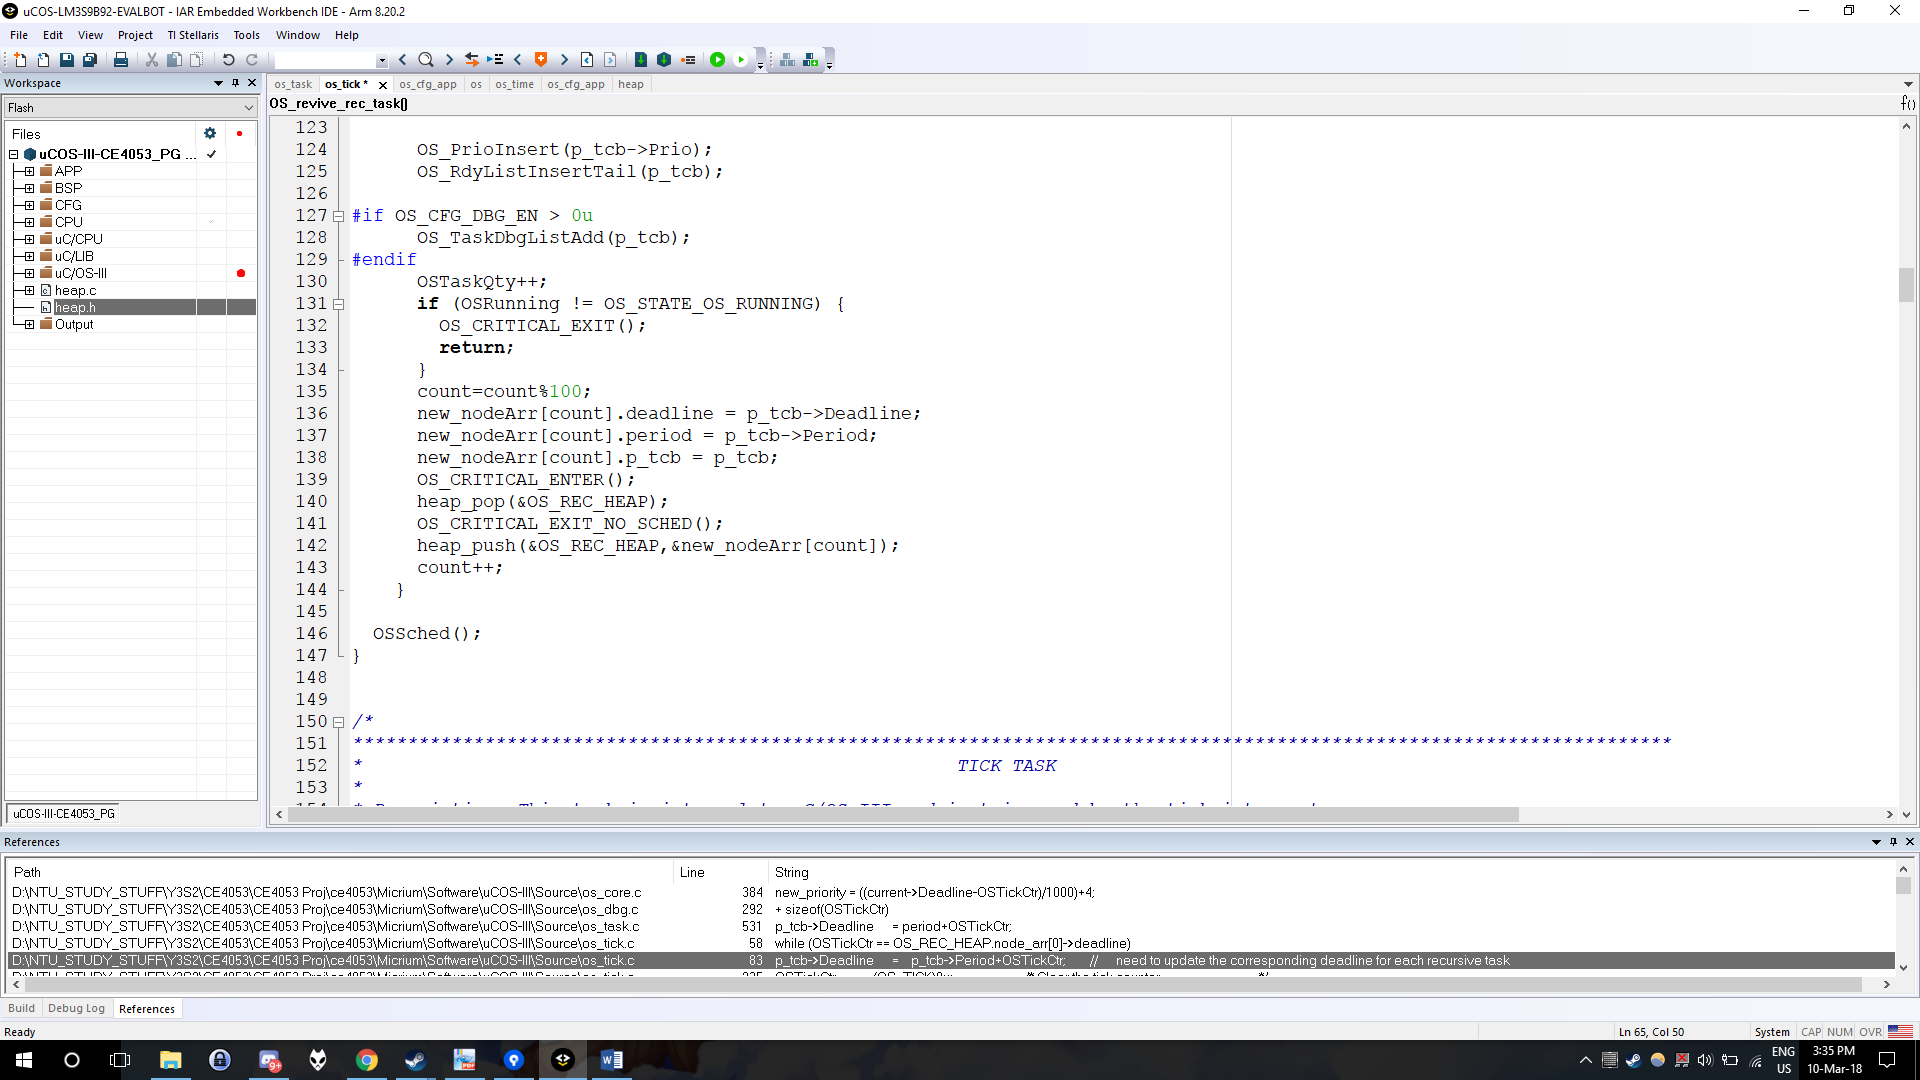 uCOS-LM3S9B92-EVALBOT - IAR Embedded Workbench IDE - Arm 8.20.2
File Edit View Project TI Stellaris Tools Window Help
Workspace
Flash
Files
uCOS-III-CE4053_PG ...
APP
BSP
CFG
CPU
uC/CPU
uC/LIB
uC/OS-III
heap.c
heap.h
Output
uCOS-III-CE4053_PG
os_task os_tick * os_cfg_app os os_time os_cfg_app heap
OS_revive_rec_task()
f()
123
124 OS_PrioInsert(p_tcb->Prio);
125 OS_RdyListInsertTail(p_tcb);
126
127 #if OS_CFG_DBG_EN > 0u
128 OS_TaskDbgListAdd(p_tcb);
129 #endif
130 OSTaskQty++;
131 if (OSRunning != OS_STATE_OS_RUNNING) {
132 OS_CRITICAL_EXIT();
133 return;
134 }
135 count=count%100;
136 new_nodeArr[count].deadline = p_tcb->Deadline;
137 new_nodeArr[count].period = p_tcb->Period;
138 new_nodeArr[count].p_tcb = p_tcb;
139 OS_CRITICAL_ENTER();
140 heap_pop(&OS_REC_HEAP);
141 OS_CRITICAL_EXIT_NO_SCHED();
142 heap_push(&OS_REC_HEAP,&new_nodeArr[count]);
143 count++;
144 }
145
146 OSSched();
147 }
148
149
150 /*
151 ************************************************************************************************************************
152 * TICK TASK
153 *
References
Path Line String
D:\NTU_STUDY_STUFF\Y3S2\CE4053\CE4053 Proj\ce4053\Micrium\Software\uCOS-III\Source\os_core.c 384 new_priority = ((current->Deadline-OSTickCtr)/1000)+4;
D:\NTU_STUDY_STUFF\Y3S2\CE4053\CE4053 Proj\ce4053\Micrium\Software\uCOS-III\Source\os_dbg.c 292 + sizeof(OSTickCtr)
D:\NTU_STUDY_STUFF\Y3S2\CE4053\CE4053 Proj\ce4053\Micrium\Software\uCOS-III\Source\os_task.c 531 p_tcb->Deadline = period+OSTickCtr;
D:\NTU_STUDY_STUFF\Y3S2\CE4053\CE4053 Proj\ce4053\Micrium\Software\uCOS-III\Source\os_tick.c 58 while (OSTickCtr == OS_REC_HEAP.node_arr[0]->deadline)
D:\NTU_STUDY_STUFF\Y3S2\CE4053\CE4053 Proj\ce4053\Micrium\Software\uCOS-III\Source\os_tick.c 83 p_tcb->Deadline = p_tcb->Period+OSTickCtr; // need to update the corresponding deadline for each recursive task
Build Debug Log References
Ready Ln 65, Col 50 System CAP NUM OVR
9+
ENG
US
3:35 PM
10-Mar-18